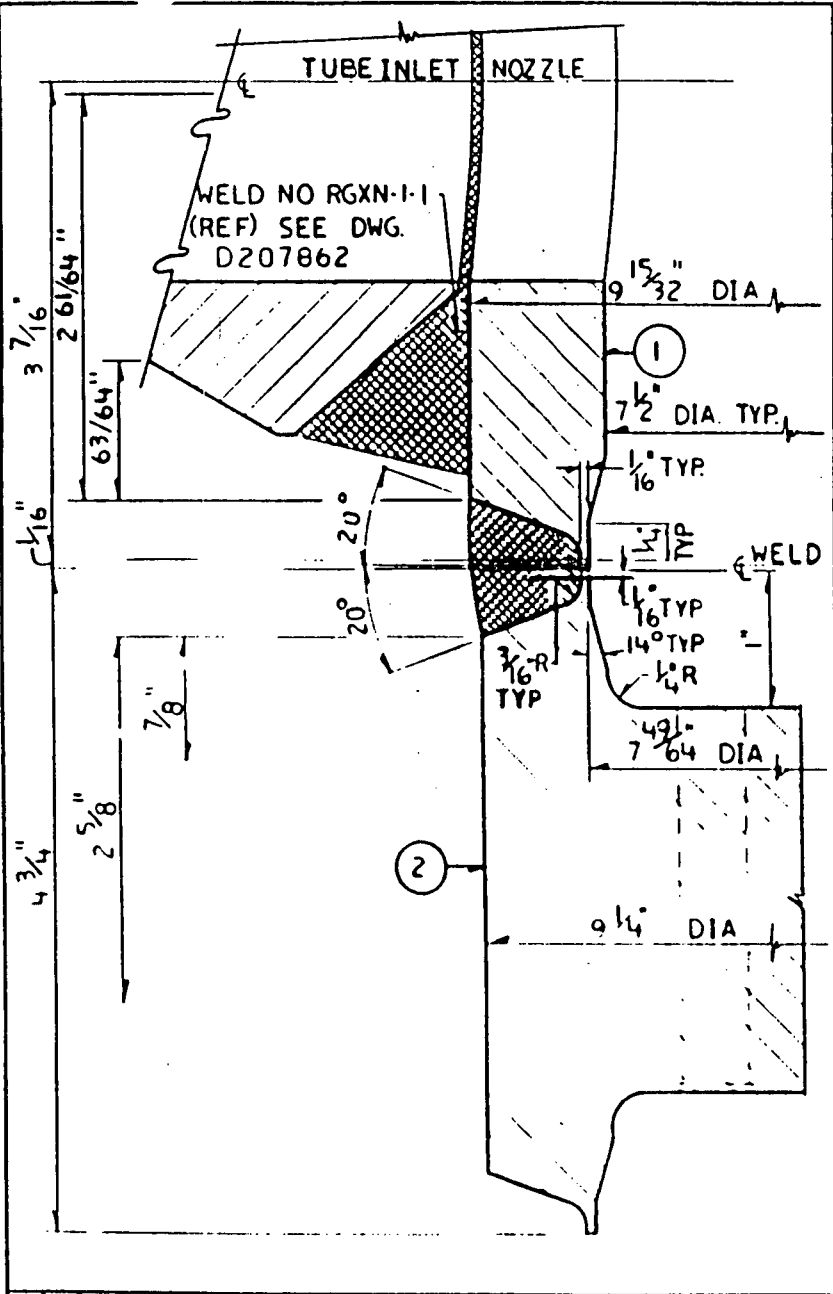 TUBE INLET NOZZLE
℄
WELD NO RGXN-1-1
(REF) SEE DWG.
D207862
3 7/16"
2 61/64"
63/64"
1/16"
9 15/32" DIA
1
7 1/2" DIA. TYP.
1/16" TYP.
1/4" TYP
℄ WELD
20°
20°
1/16" TYP
14° TYP
1"
3/16"-R
TYP
1/4" R
7 49/64" DIA
7/8"
2 5/8"
4 3/4"
2
9 1/4" DIA